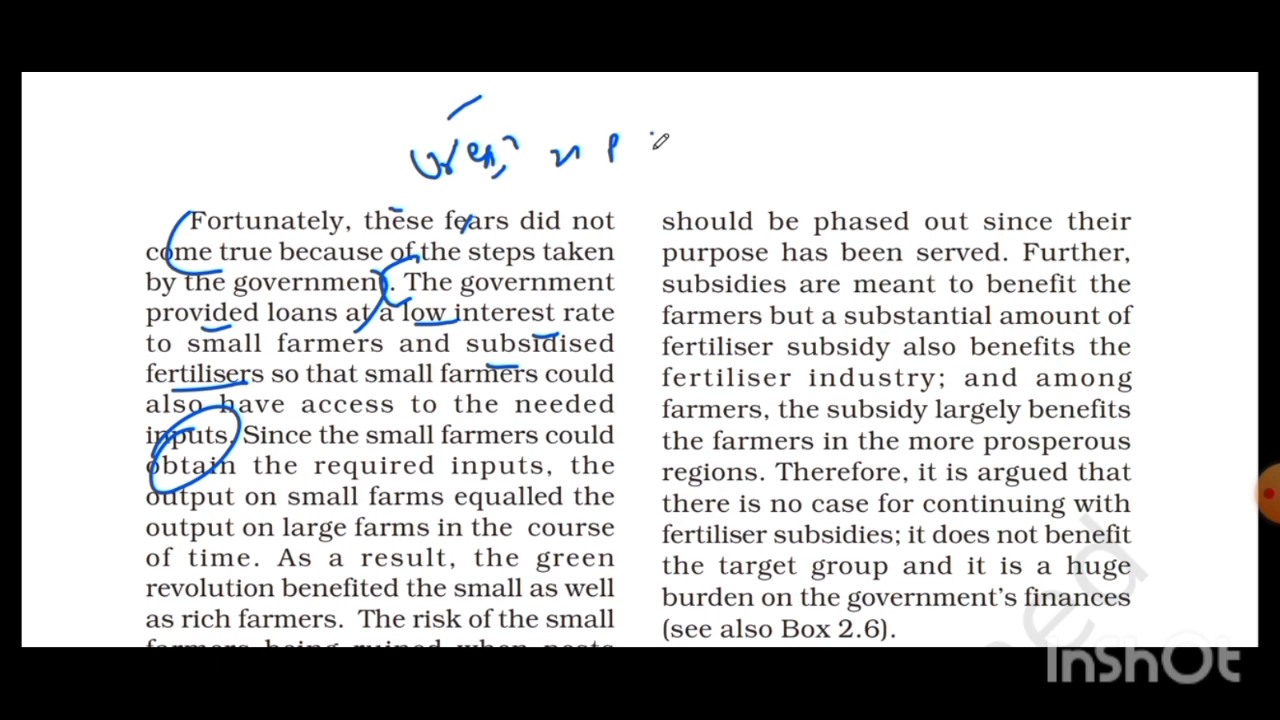 Urea, n P
Fortunately, these fears did not
come true because of the steps taken
by the government. The government
provided loans at a low interest rate
to small farmers and subsidised
fertilisers so that small farmers could
also have access to the needed
inputs. Since the small farmers could
obtain the required inputs, the
output on small farms equalled the
output on large farms in the course
of time. As a result, the green
revolution benefited the small as well
as rich farmers. The risk of the small
farmers being ruined when pests
should be phased out since their
purpose has been served. Further,
subsidies are meant to benefit the
farmers but a substantial amount of
fertiliser subsidy also benefits the
fertiliser industry; and among
farmers, the subsidy largely benefits
the farmers in the more prosperous
regions. Therefore, it is argued that
there is no case for continuing with
fertiliser subsidies; it does not benefit
the target group and it is a huge
burden on the government's finances
(see also Box 2.6).
InShOt